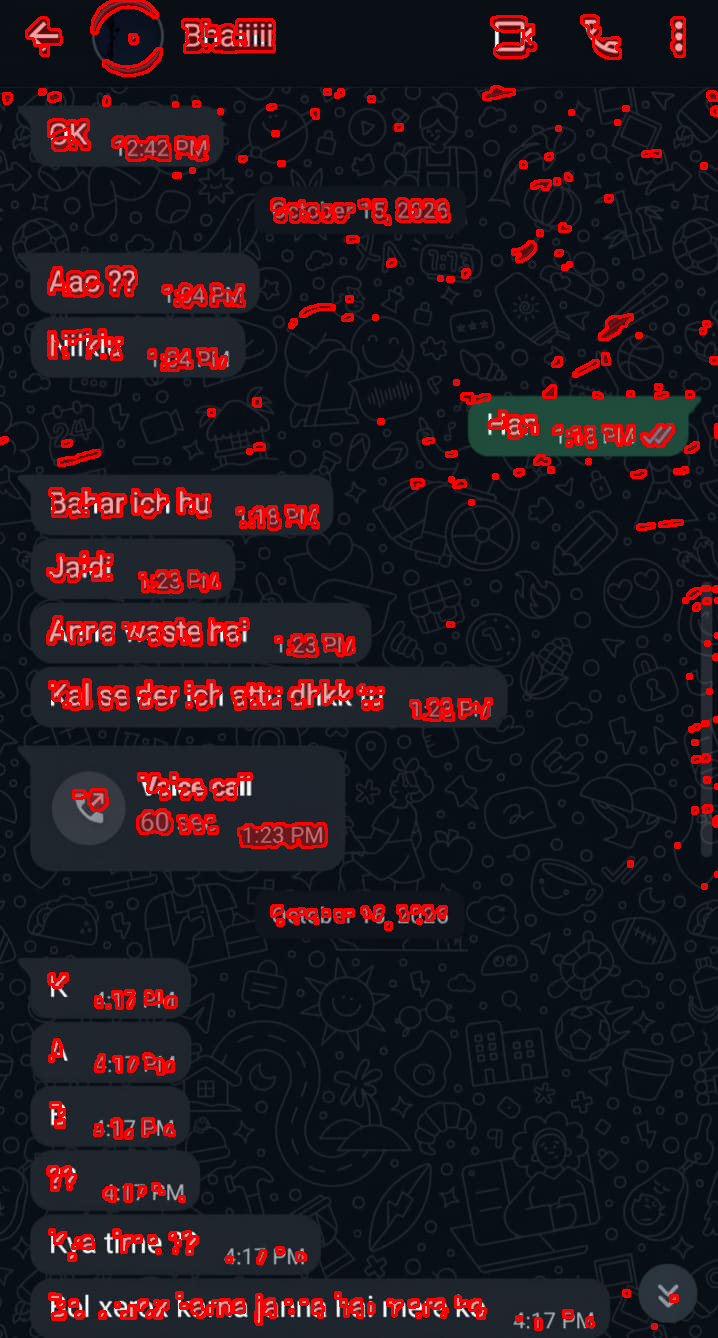 Bhaiiiii
OK 12:42 PM
October 15, 2026
Aao ?? 1:04 PM
1:04 PM
Han 1:18 PM
Bahar ich hu 1:18 PM
Jaldi 1:23 PM
Anna waste hai 1:23 PM
Kal se der ich attu dhkk 1:23 PM
Voice call
60 sec 1:23 PM
October 16, 2026
K 4:17 PM
A 4:17 PM
4:17 PM
?? 4:17 PM
Kya time ?? 4:17 PM
Bol xerox karna janna hai mere ko 4:17 PM